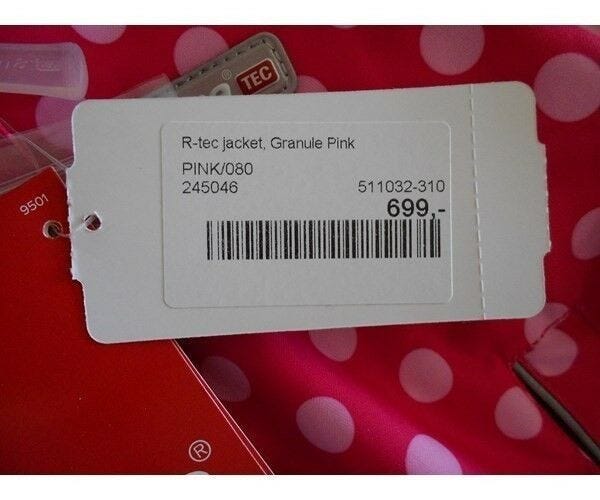 TEC
R-tec jacket, Granule Pink
PINK/080
245046 511032-310
699,-
9501
®